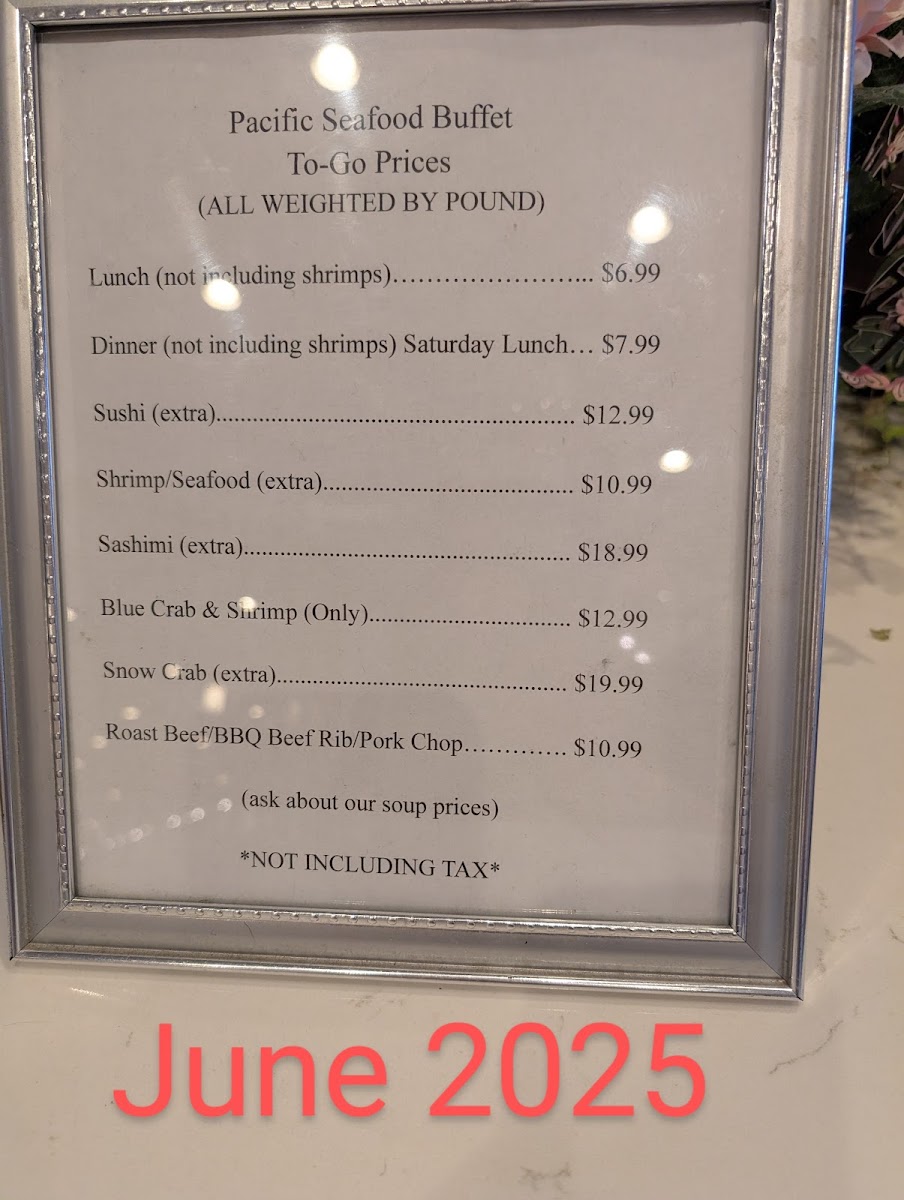 Pacific Seafood Buffet
To-Go Prices
(ALL WEIGHTED BY POUND)
Lunch (not including shrimps)........................ $6.99
Dinner (not including shrimps) Saturday Lunch... $7.99
Sushi (extra)............................................................ $12.99
Shrimp/Seafood (extra).......................................... $10.99
Sashimi (extra)...................................................... $18.99
Blue Crab & Shrimp (Only).................................. $12.99
Snow Crab (extra)................................................ $19.99
Roast Beef/BBQ Beef Rib/Pork Chop............. $10.99
(ask about our soup prices)
*NOT INCLUDING TAX*
June 2025